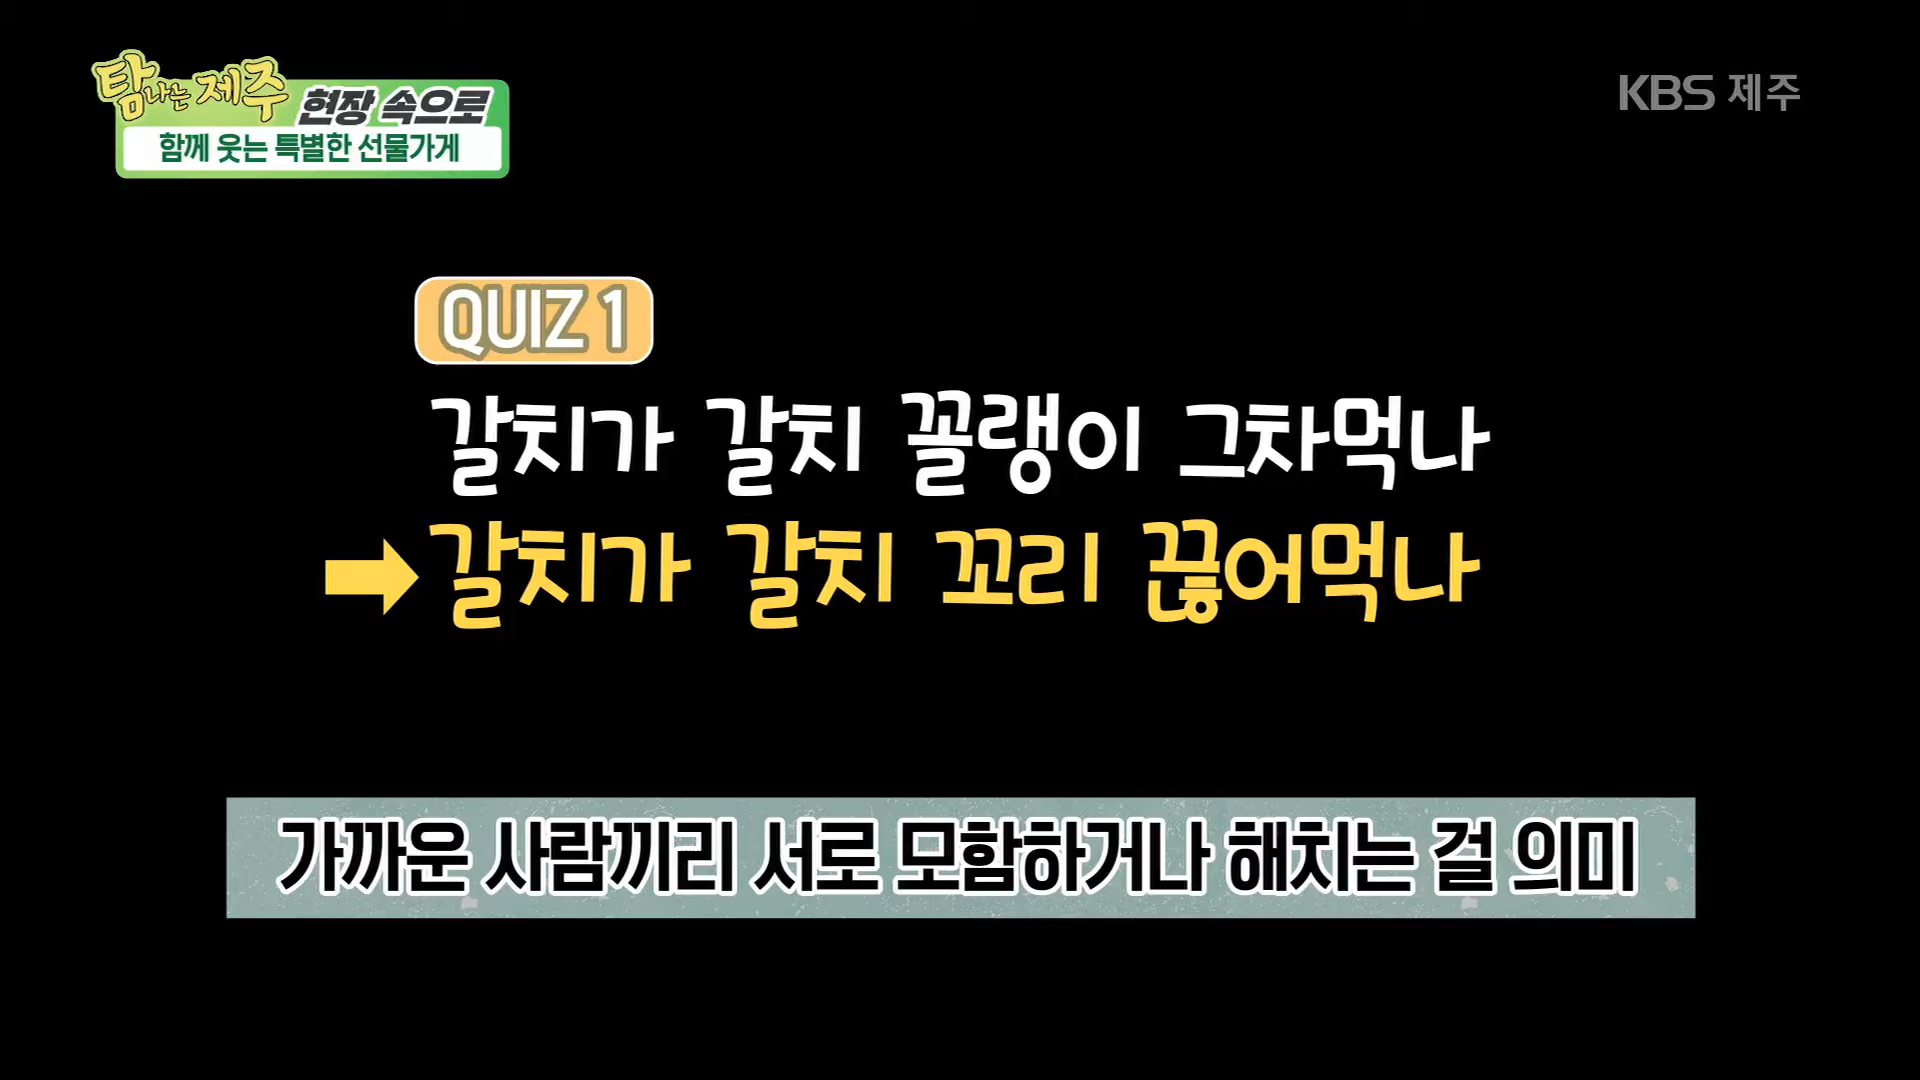 탐나는 제주 현장 속으로
함께 웃는 특별한 선물가게
KBS 제주
QUIZ 1
갈치가 갈치 꼴랭이 그차먹나
➡갈치가 갈치 꼬리 끊어먹나
가까운 사람끼리 서로 모함하거나 해치는 걸 의미